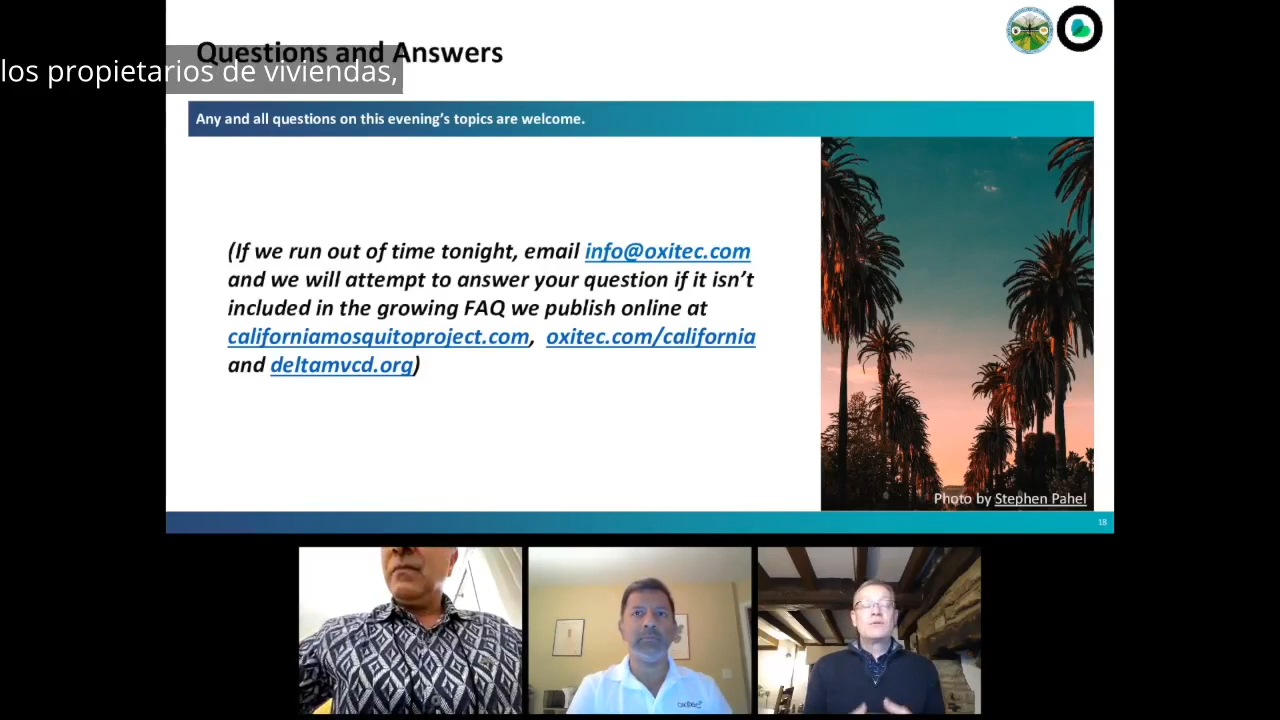 Questions and Answers
los propietarios de viviendas,
Any and all questions on this evening's topics are welcome.
(If we run out of time tonight, email info@oxitec.com
and we will attempt to answer your question if it isn't
included in the growing FAQ we publish online at
californiamosquitoproject.com, oxitec.com/california
and deltamvcd.org)
Photo by Stephen Pahel
18